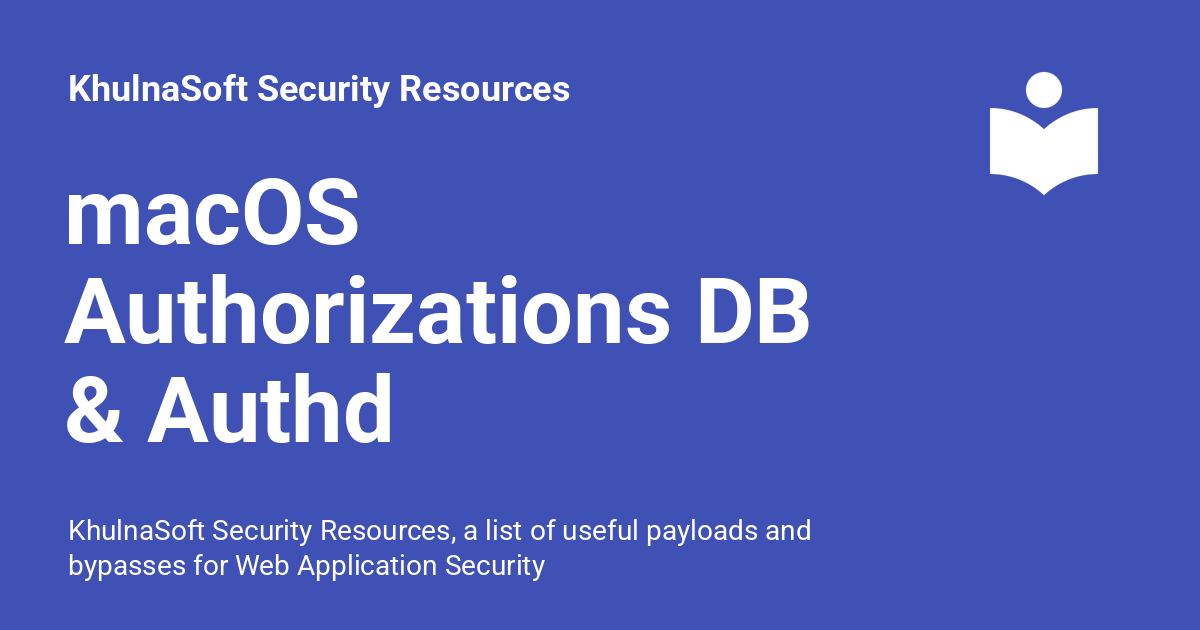 KhulnaSoft Security Resources
macOS
Authorizations DB
& Authd
KhulnaSoft Security Resources, a list of useful payloads and
bypasses for Web Application Security